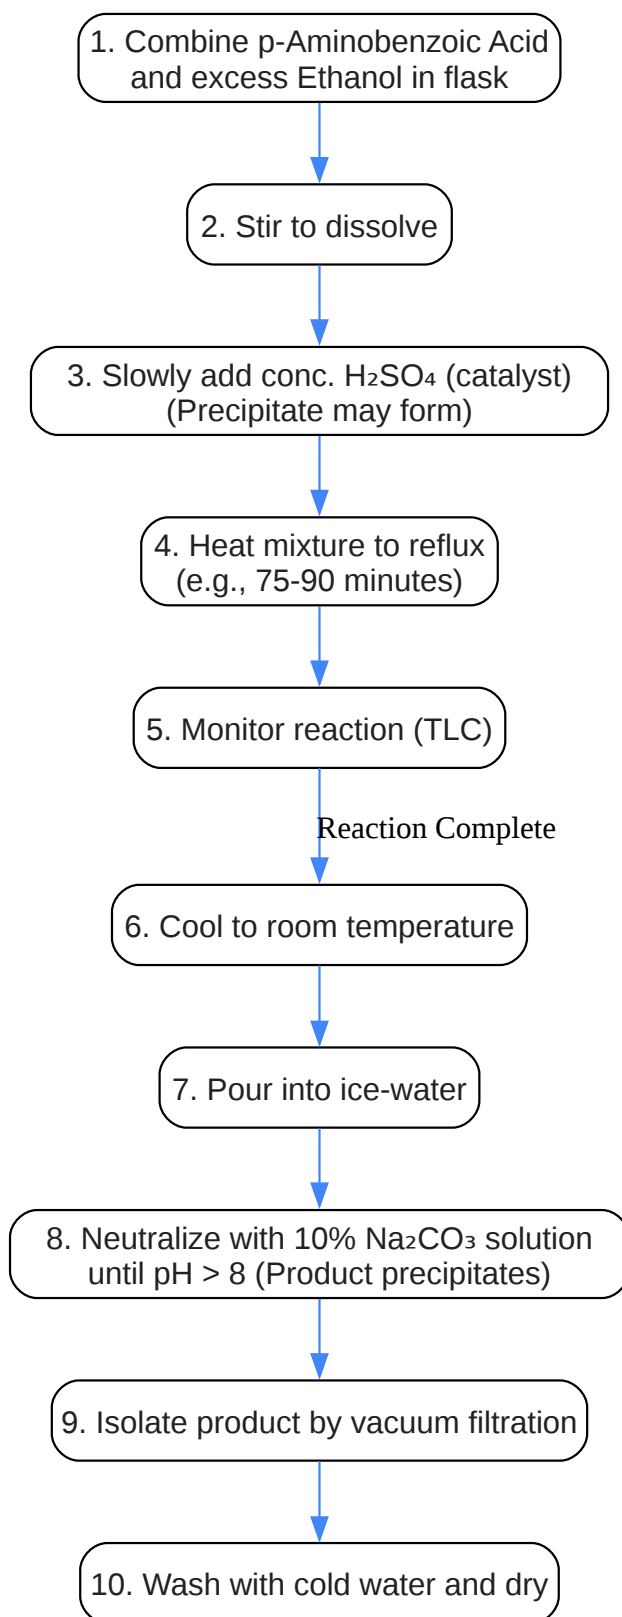 1. Combine p-Aminobenzoic Acid
and excess Ethanol in flask
2. Stir to dissolve
3. Slowly add conc. H₂SO₄ (catalyst)
(Precipitate may form)
4. Heat mixture to reflux
(e.g., 75-90 minutes)
5. Monitor reaction (TLC)
Reaction Complete
6. Cool to room temperature
7. Pour into ice-water
8. Neutralize with 10% Na₂CO₃ solution
until pH > 8 (Product precipitates)
9. Isolate product by vacuum filtration
10. Wash with cold water and dry